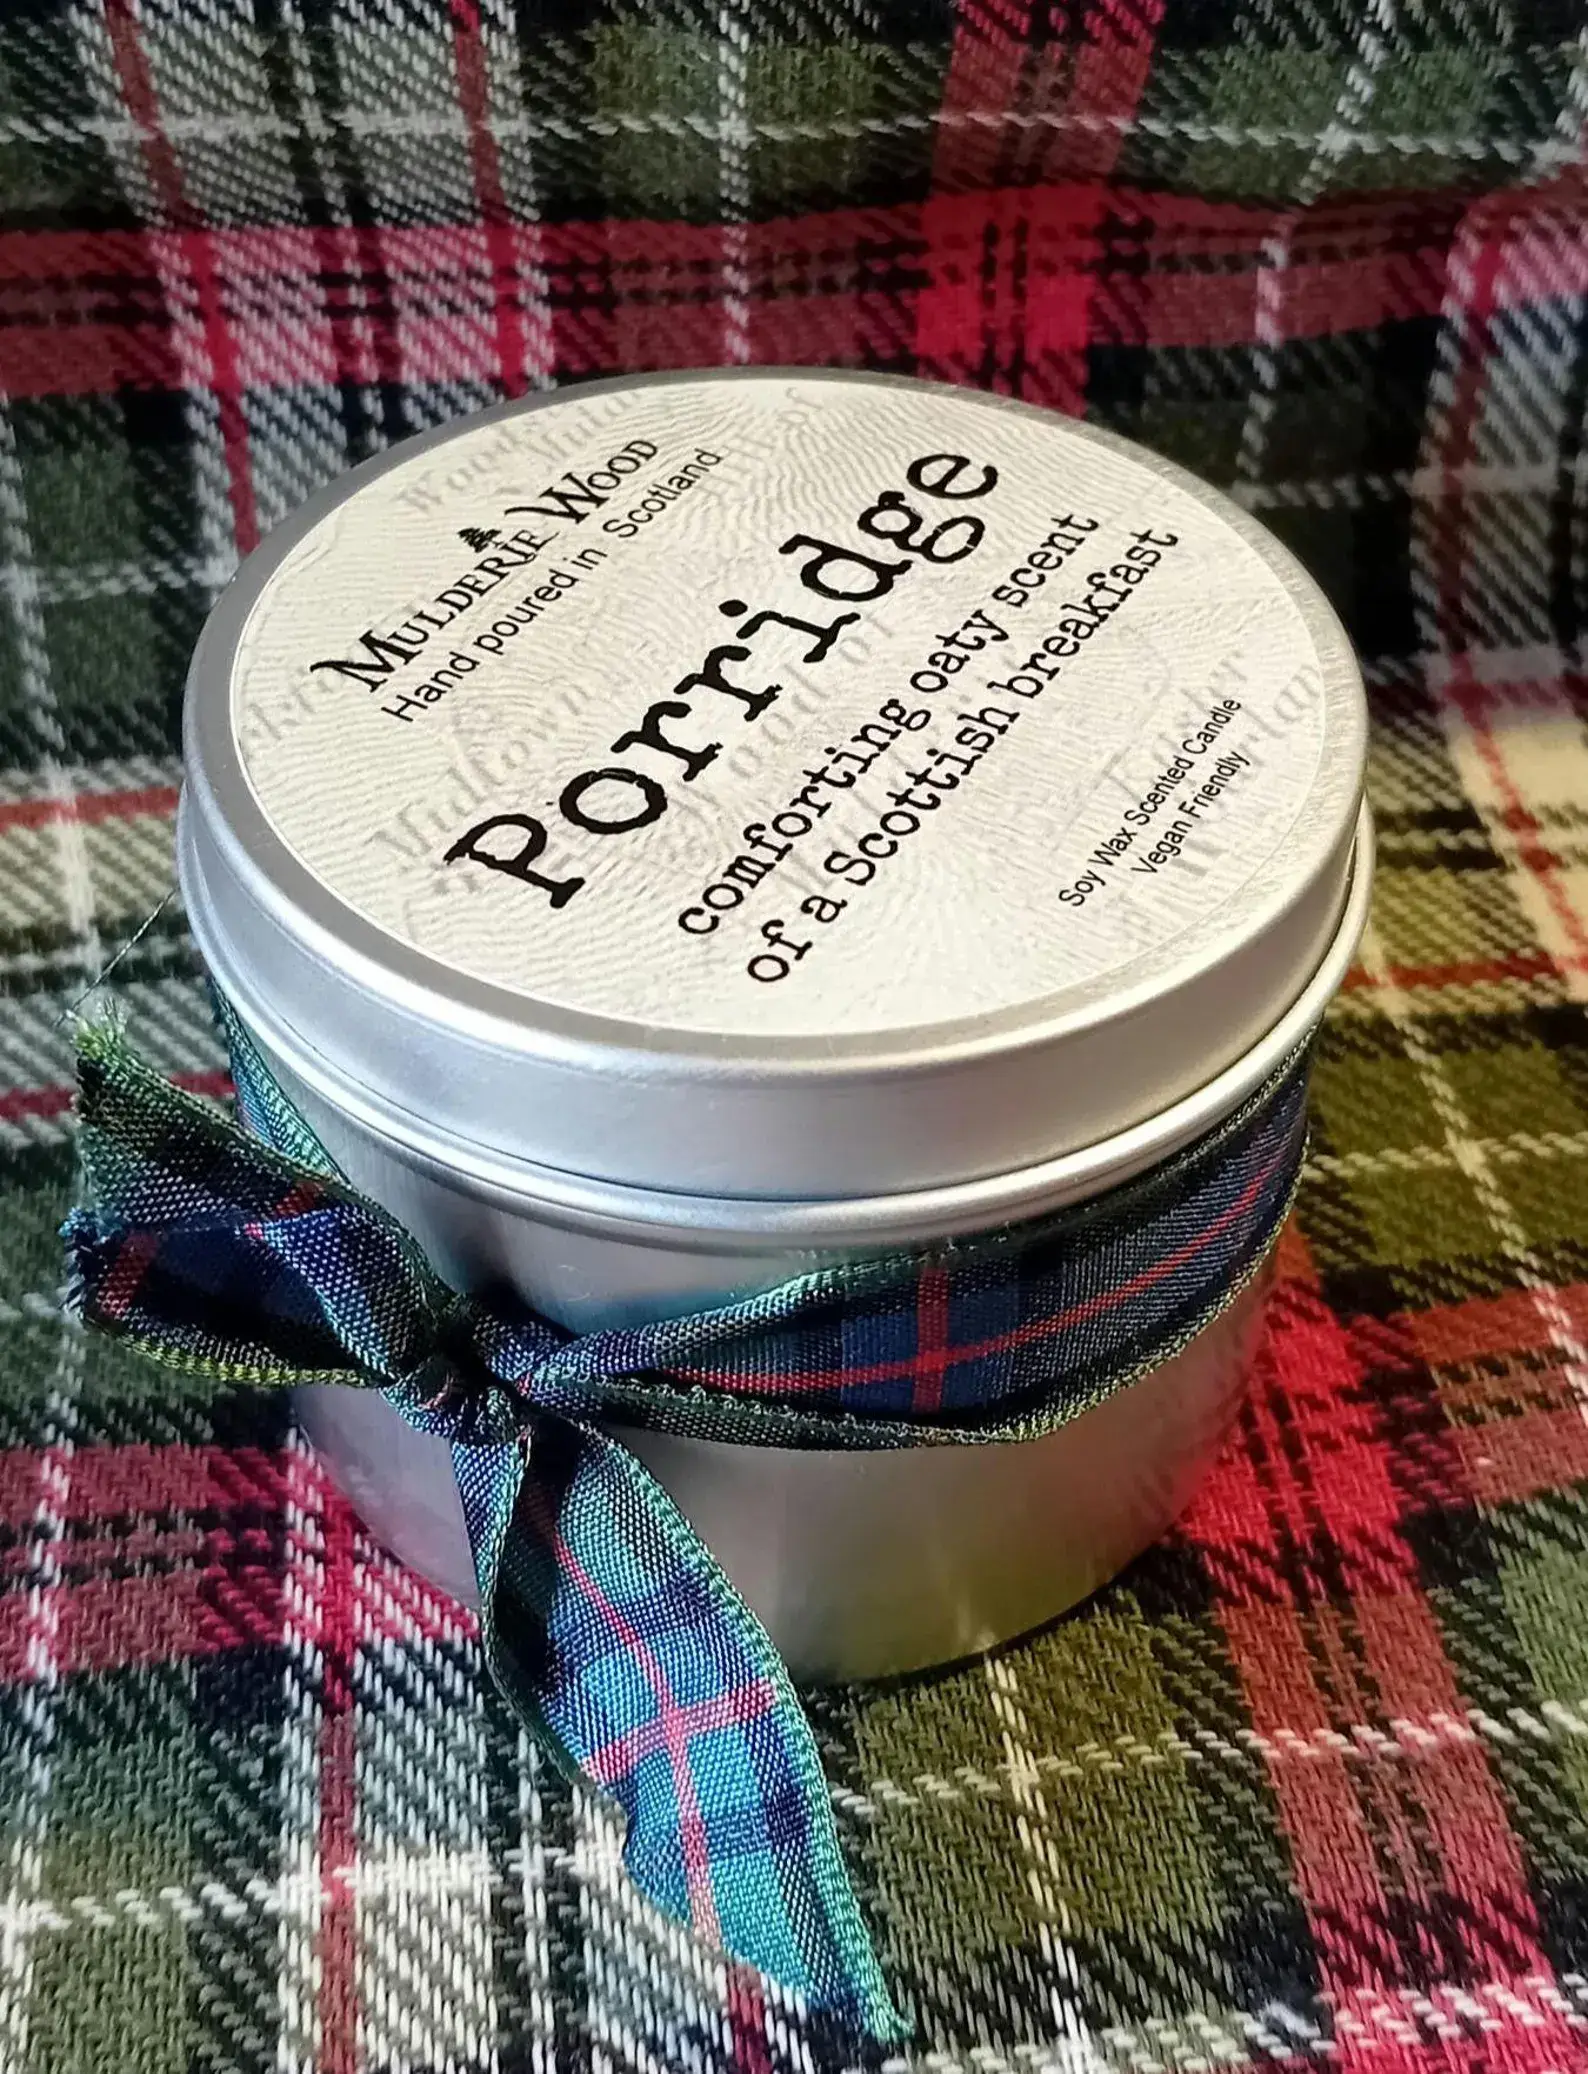 MULDERIE WOOD
Hand poured in Scotland
Porridge
comforting oaty scent
of a Scottish breakfast
Soy Wax Scented Candle
Vegan Friendly